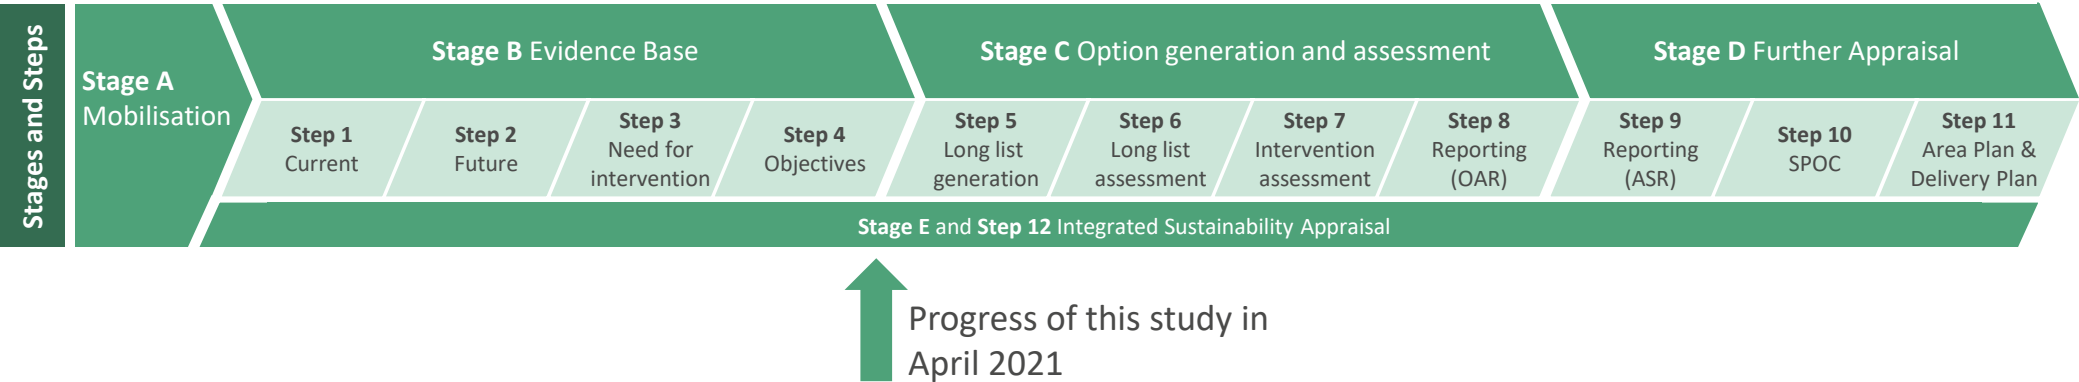 Stages and Steps
Stage A
Mobilisation
Stage B Evidence Base
Step 1
Current
Step 2
Future
Step 3
Need for
intervention
Step 4
Objectives
Stage C Option generation and assessment
Step 5
Long list
generation
Step 6
Long list
assessment
Step 7
Intervention
assessment
Step 8
Reporting
(OAR)
Stage D Further Appraisal
Step 9
Reporting
(ASR)
Step 10
SPOC
Step 11
Area Plan &
Delivery Plan
Stage E and Step 12 Integrated Sustainability Appraisal
Progress of this study in
April 2021